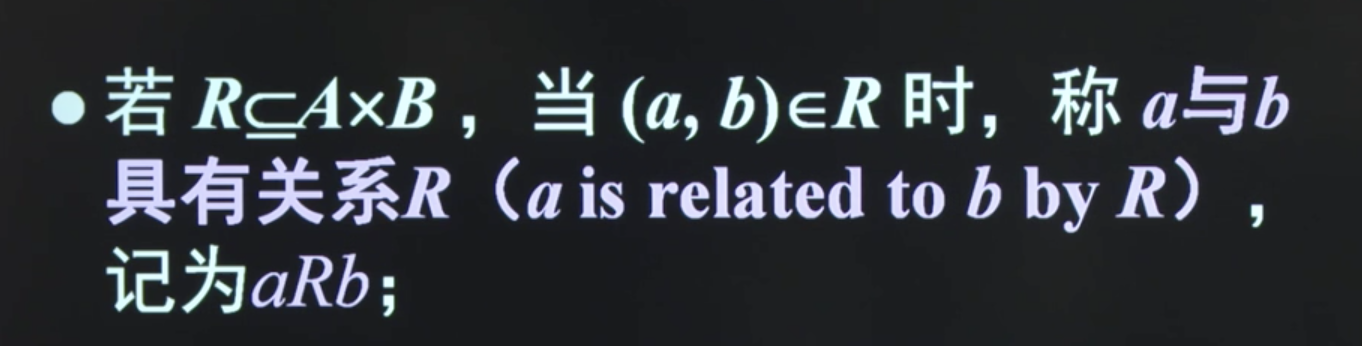 ● 若 R⊆A×B ，当 (a, b)∈R 时，称 a与b
具有关系R（a is related to b by R），
记为aRb；